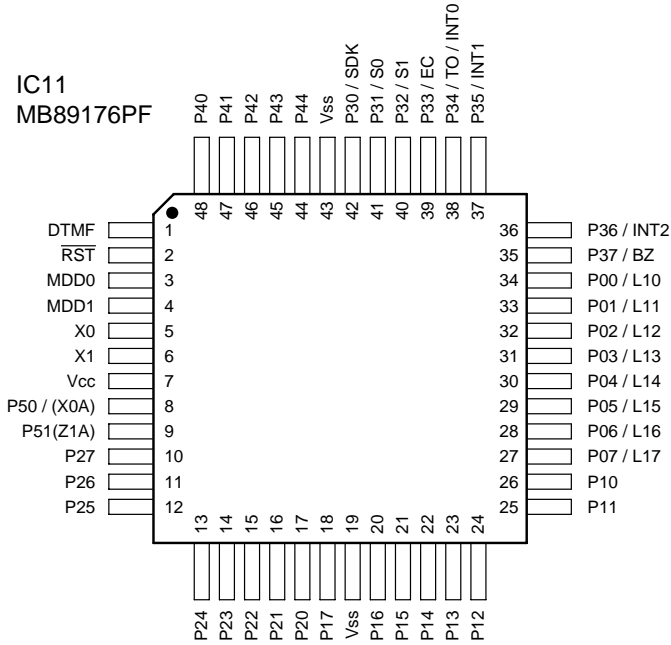 IC11
MB89176PF
P40
P41
P42
P43
P44
Vss
P30 / SDK
P31 / S0
P32 / S1
P33 / EC
P34 / TO / INT0
P35 / INT1
48
47
46
45
44
43
42
41
40
39
38
37
DTMF 1
RST 2
MDD0 3
MDD1 4
X0 5
X1 6
Vcc 7
P50 / (X0A) 8
P51(Z1A) 9
P27 10
P26 11
P25 12
36 P36 / INT2
35 P37 / BZ
34 P00 / L10
33 P01 / L11
32 P02 / L12
31 P03 / L13
30 P04 / L14
29 P05 / L15
28 P06 / L16
27 P07 / L17
26 P10
25 P11
13
14
15
16
17
18
19
20
21
22
23
24
P24
P23
P22
P21
P20
P17
Vss
P16
P15
P14
P13
P12